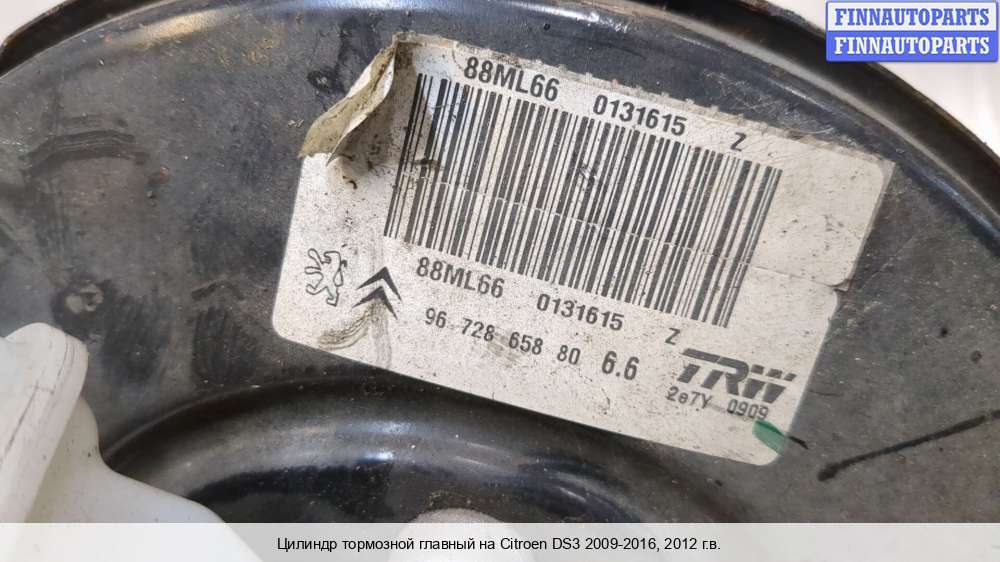 FINNAUTOPARTS
FINNAUTOPARTS
88ML66 0131615 Z
88ML66 0131615 Z
96 728 658 80 6.6
TRW
2e7Y 0909
Цилиндр тормозной главный на Citroen DS3 2009-2016, 2012 г.в.